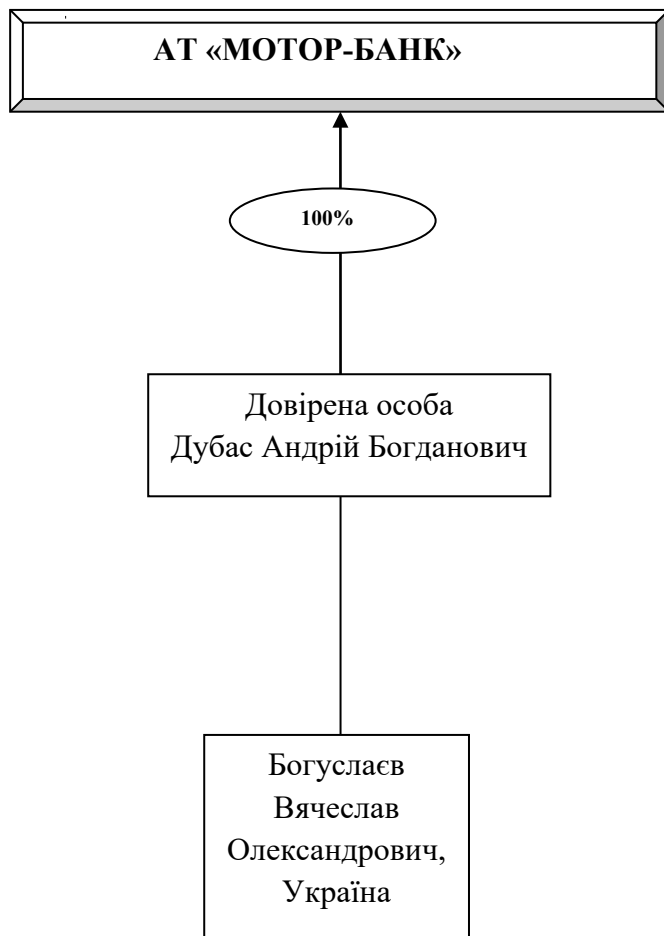 АТ «МОТОР-БАНК»
100%
Довірена особа
Дубас Андрій Богданович
Богуслаєв
Вячеслав
Олександрович,
Україна